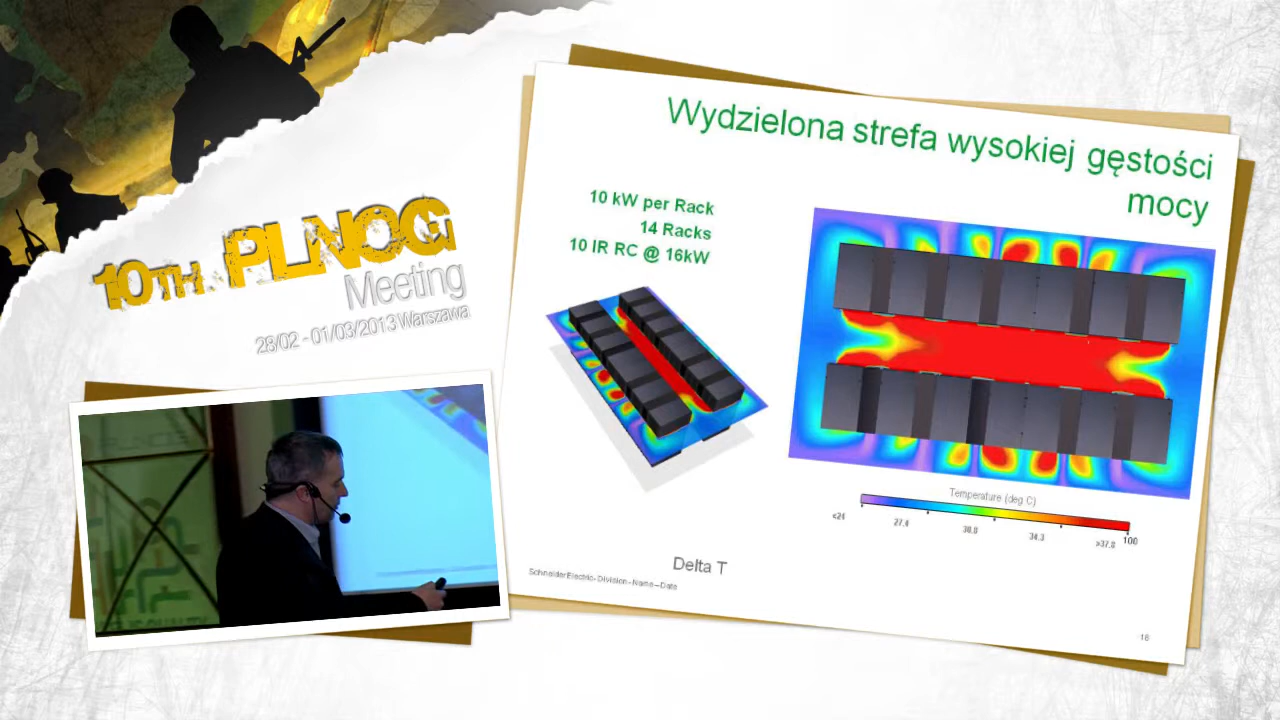 10TH PLNOG
Meeting
28/02 - 01/03/2013 Warszawa
Wydzielona strefa wysokiej gęstości
mocy
10 kW per Rack
14 Racks
10 IR RC @ 16kW
Temperature (deg C)
<24 27.4 30.8 34.3 >37.8 100
Delta T
Schneider Electric - Division - Name – Date
18